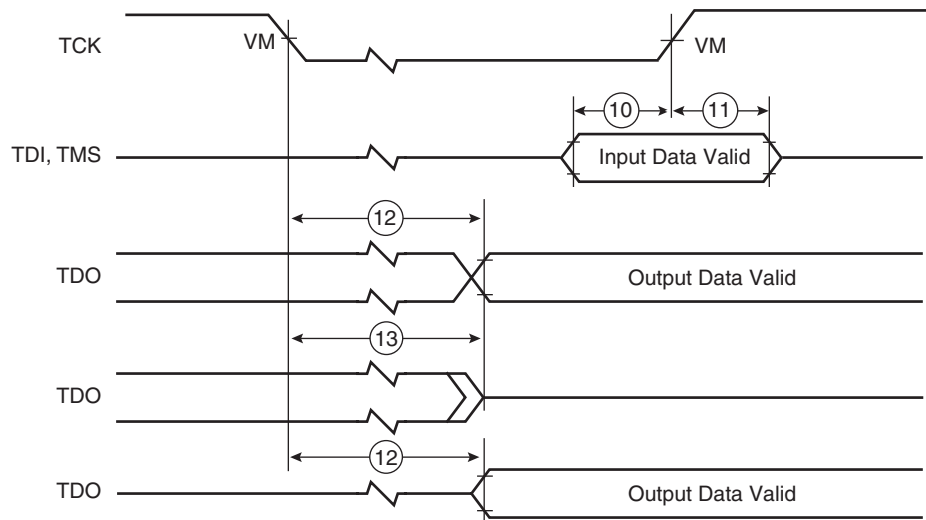 TCK
VM
VM
10
11
TDI, TMS
Input Data Valid
12
TDO
Output Data Valid
13
TDO
12
TDO
Output Data Valid